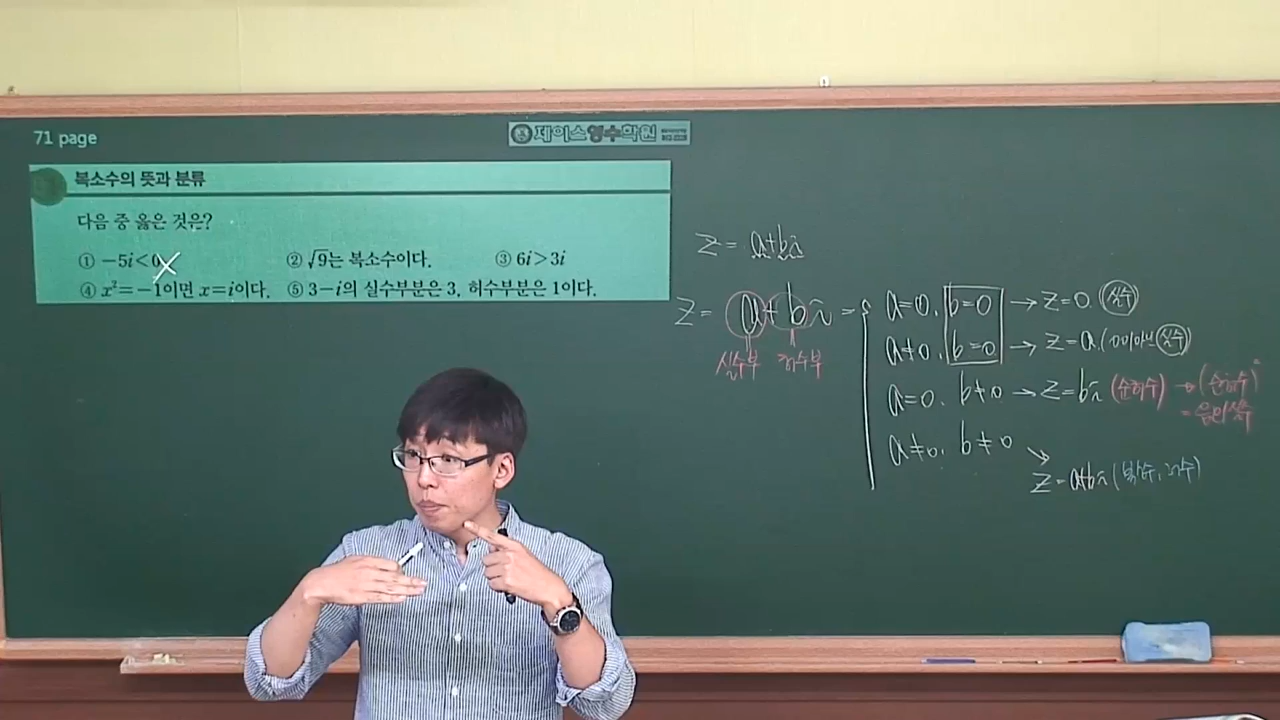 71 page
제이스영수학원
복소수의 뜻과 분류
다음 중 옳은 것은?
① −5i<0 ② √9는 복소수이다. ③ 6i>3i
④ x²=−1이면 x=i이다. ⑤ 3−i의 실수부분은 3, 허수부분은 1이다.
z = a+bi
z = a+bi =
실수부 허수부
a=0. b=0 → z=0. 실수
a≠0. b=0 → z=a. (0이아닌 실수)
a=0. b≠0 → z=bi (순허수) → (순허수)²
= 음의실수
a≠0. b≠0 →
z=a+bi (복소수, 허수)